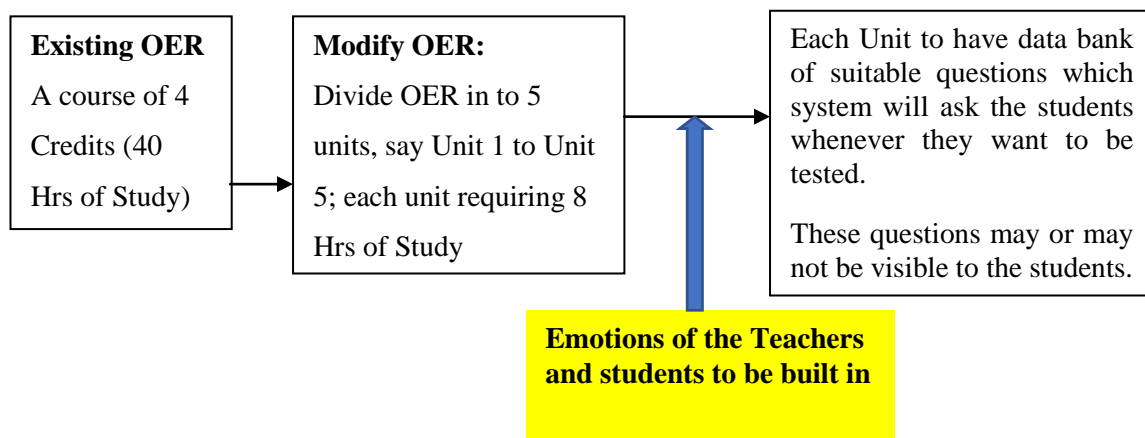 Existing OER
A course of 4
Credits (40
Hrs of Study)
Modify OER:
Divide OER in to 5
units, say Unit 1 to Unit
5; each unit requiring 8
Hrs of Study
Each Unit to have data bank
of suitable questions which
system will ask the students
whenever they want to be
tested.
These questions may or may
not be visible to the students.
Emotions of the Teachers
and students to be built in